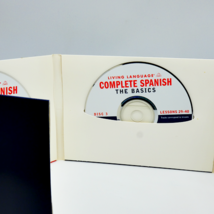 LIVING LANGUAGE
COMPLETE SPANISH
THE BASICS
DISC 3
LESSONS 29-40